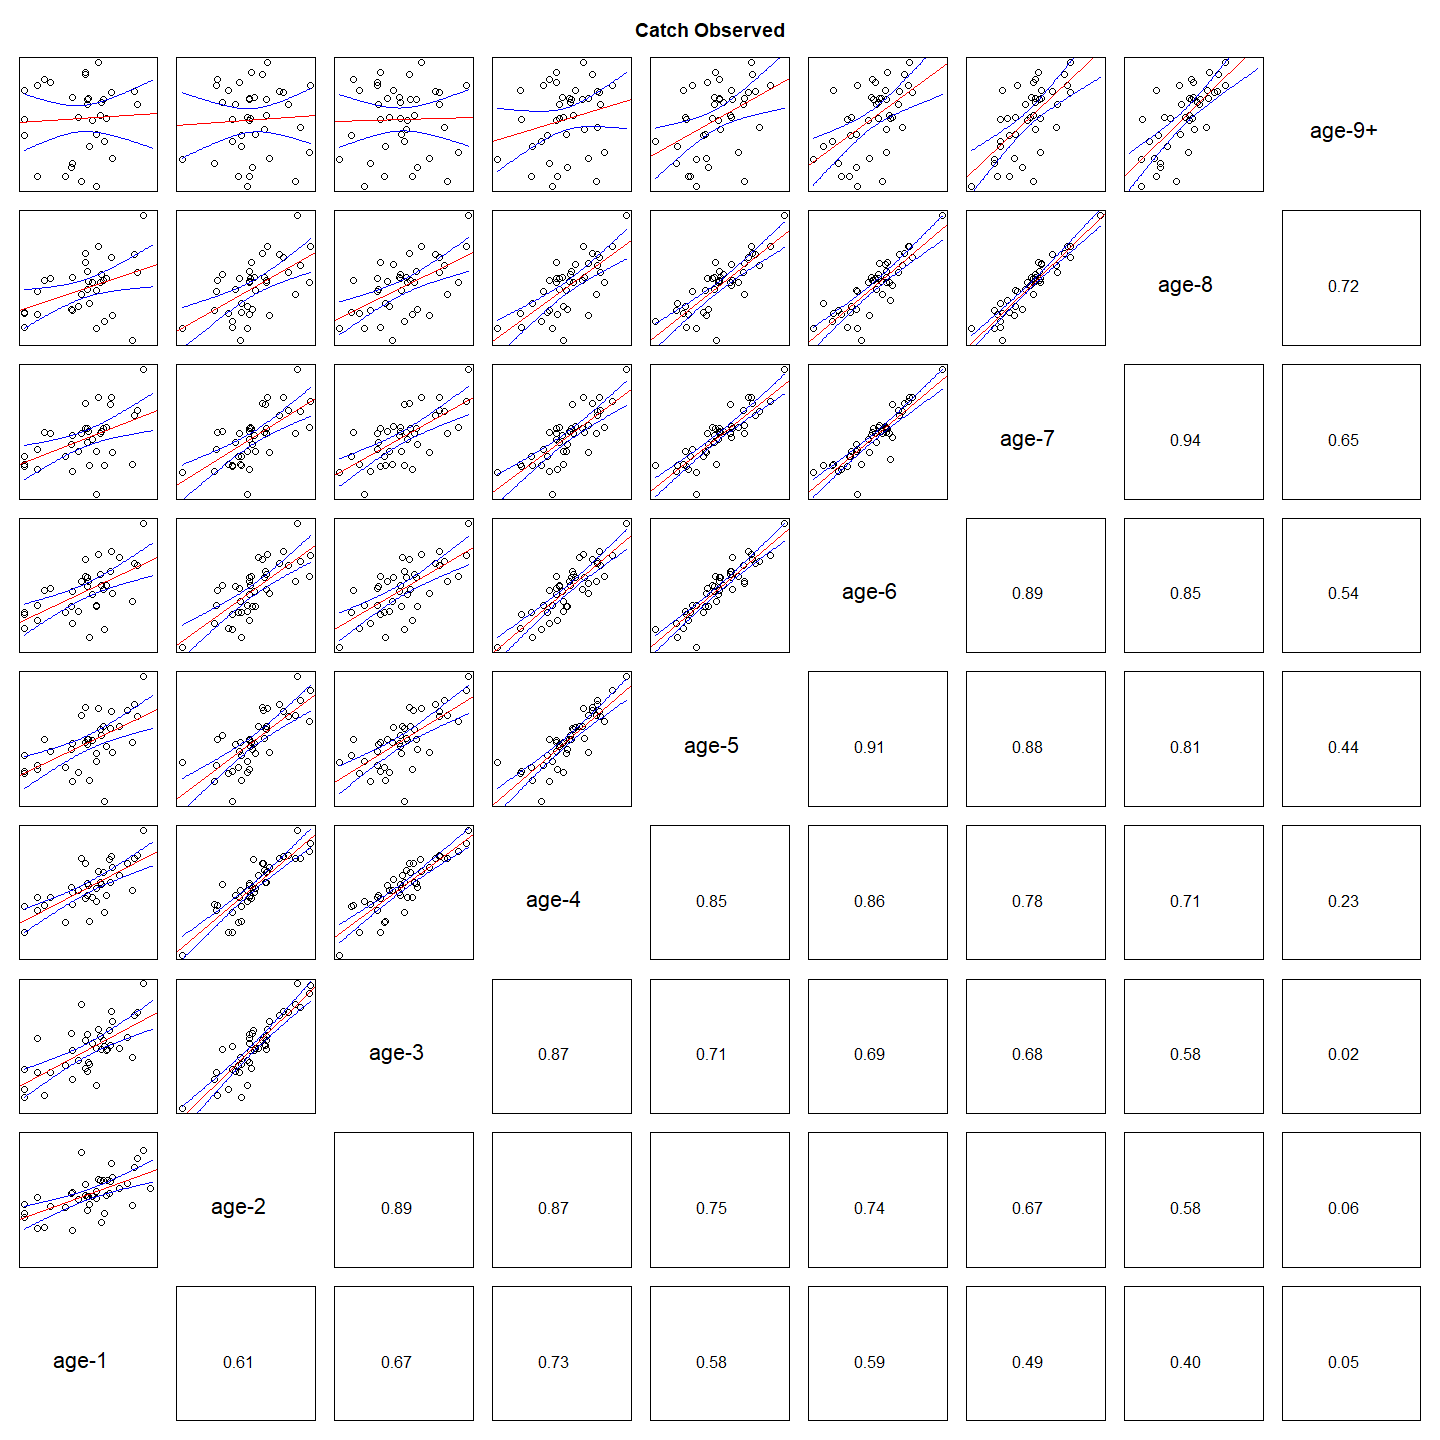 Catch Observed
age-9+
age-8 0.72
age-7 0.94 0.65
age-6 0.89 0.85 0.54
age-5 0.91 0.88 0.81 0.44
age-4 0.85 0.86 0.78 0.71 0.23
age-3 0.87 0.71 0.69 0.68 0.58 0.02
age-2 0.89 0.87 0.75 0.74 0.67 0.58 0.06
age-1 0.61 0.67 0.73 0.58 0.59 0.49 0.40 0.05